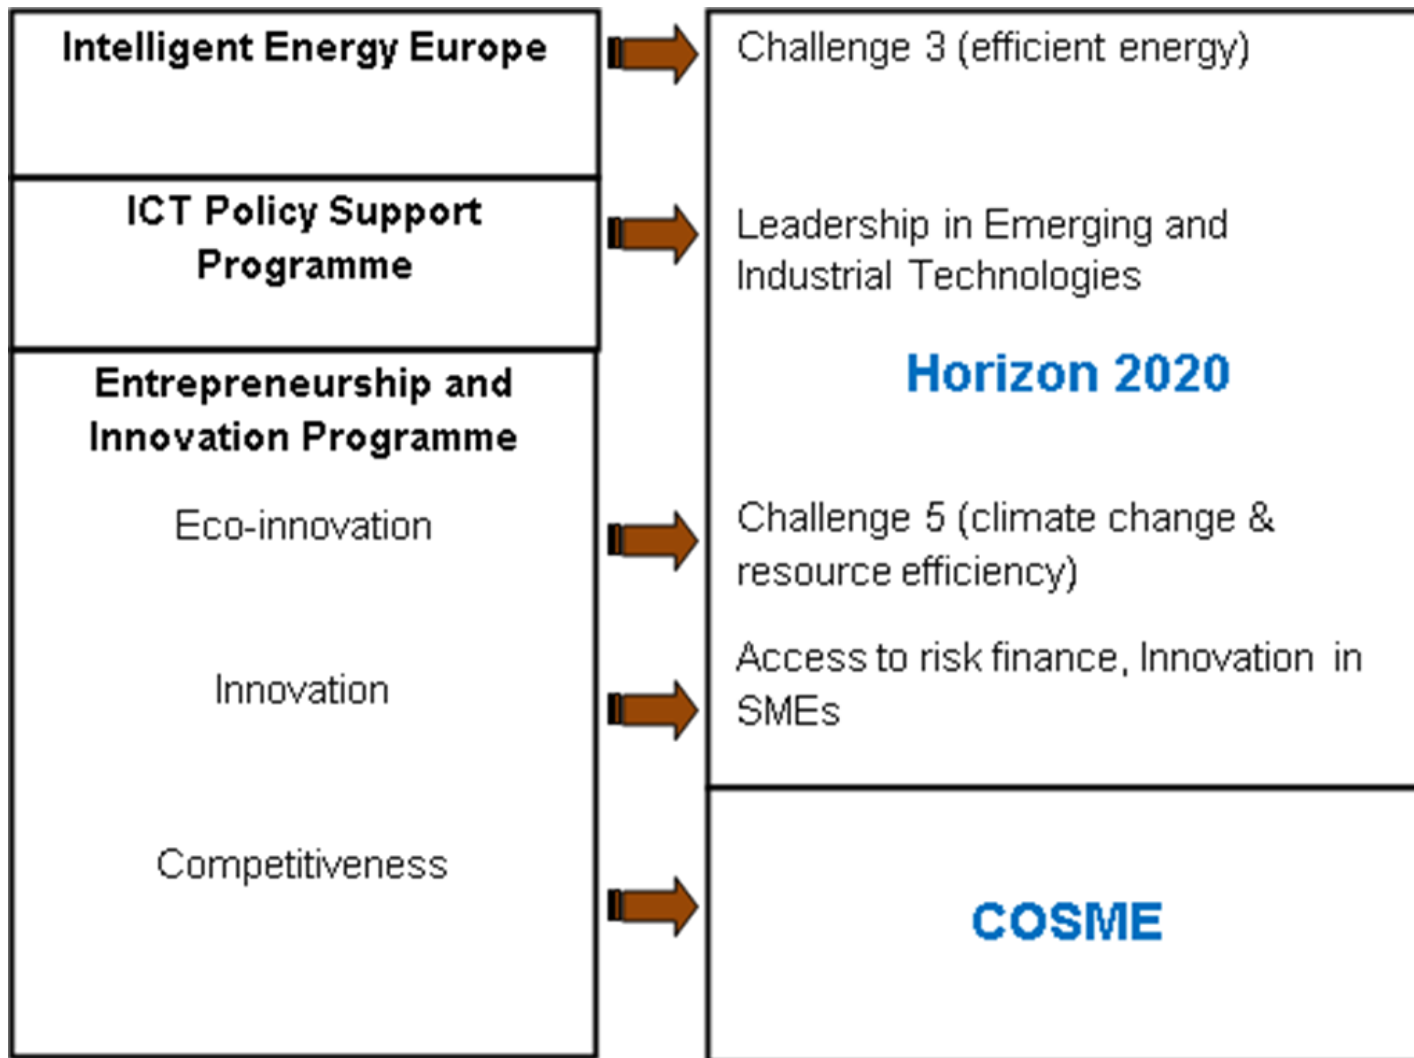 Intelligent Energy Europe
Challenge 3 (efficient energy)
ICT Policy Support
Programme
Leadership in Emerging and
Industrial Technologies
Horizon 2020
Entrepreneurship and
Innovation Programme
Eco-innovation
Challenge 5 (climate change &
resource efficiency)
Innovation
Access to risk finance, Innovation in
SMEs
Competitiveness
COSME